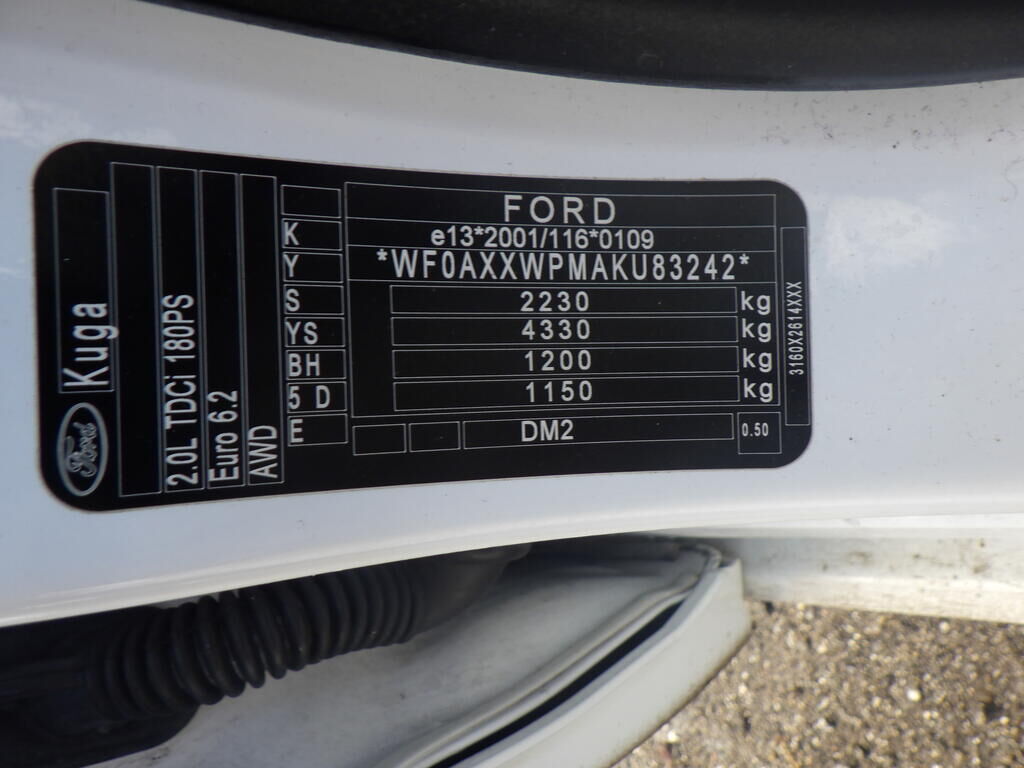 Ford
Kuga
2.0L TDCi 180PS
Euro 6.2
AWD
FORD
K e13*2001/116*0109
Y *WF0AXXWPMAKU83242*
S 2230 kg
YS 4330 kg
BH 1200 kg
5 D 1150 kg
E DM2 0.50
3160X2614XXX